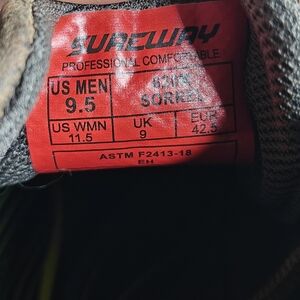 SUREWAY
PROFESSIONAL COMFORTABLE
US MEN
9.5
SORREL
US WMN
11.5
UK
9
EUR
42.5
ASTM F2413-18
EH